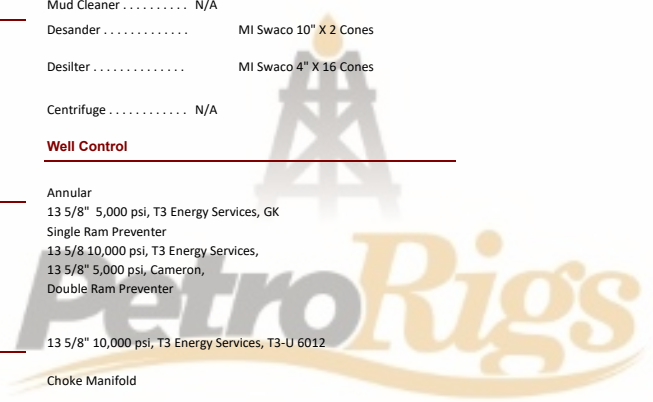 Mud Cleaner . . . . . . . . . . N/A
Desander . . . . . . . . . . . . . MI Swaco 10" X 2 Cones
Desilter . . . . . . . . . . . . . . MI Swaco 4" X 16 Cones
Centrifuge . . . . . . . . . . . N/A
Well Control
Annular
13 5/8" 5,000 psi, T3 Energy Services, GK
Single Ram Preventer
13 5/8 10,000 psi, T3 Energy Services,
13 5/8" 5,000 psi, Cameron,
Double Ram Preventer
PetroRigs
13 5/8" 10,000 psi, T3 Energy Services, T3-U 6012
Choke Manifold